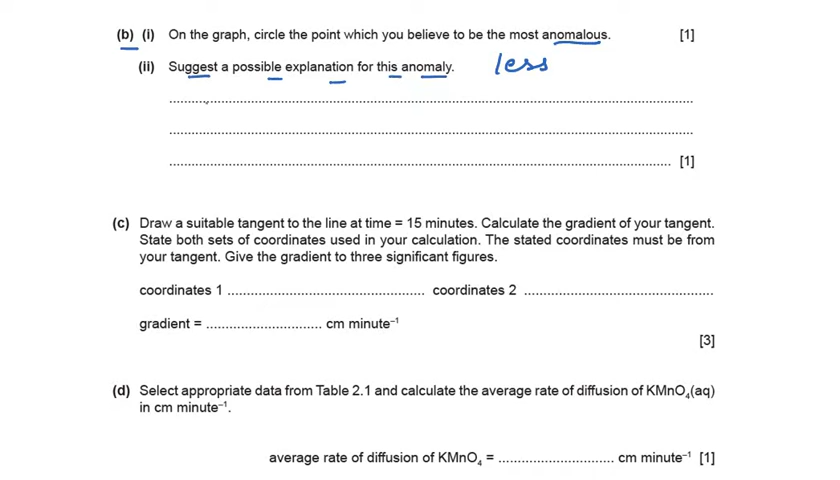 (b) (i) On the graph, circle the point which you believe to be the most anomalous. [1]
(ii) Suggest a possible explanation for this anomaly. less
[1]
(c) Draw a suitable tangent to the line at time = 15 minutes. Calculate the gradient of your tangent.
State both sets of coordinates used in your calculation. The stated coordinates must be from
your tangent. Give the gradient to three significant figures.
coordinates 1 ................................................... coordinates 2 ..................................................
gradient = .............................. cm minute⁻¹
[3]
(d) Select appropriate data from Table 2.1 and calculate the average rate of diffusion of KMnO₄(aq)
in cm minute⁻¹.
average rate of diffusion of KMnO₄ = .............................. cm minute⁻¹ [1]